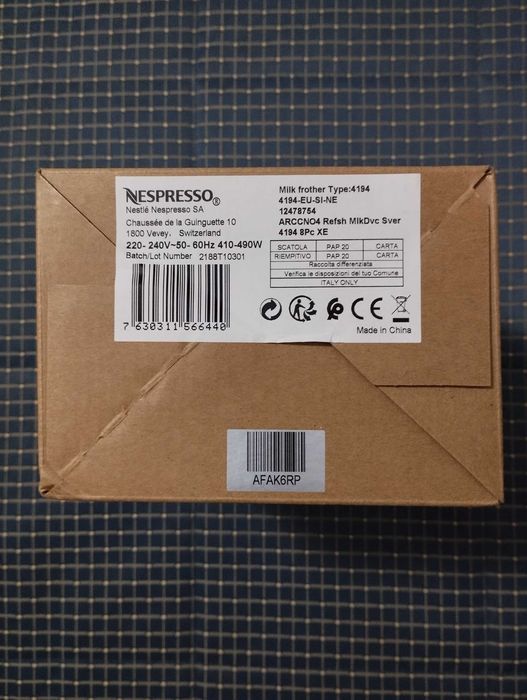 NESPRESSO®
Nestlé Nespresso SA
Chaussée de la Guinguette 10
1800 Vevey. Switzerland
220- 240V~50- 60Hz 410-490W
Batch/Lot Number 2188T10301
7 630311 566440
Milk frother Type:4194
4194-EU-SI-NE
12478754
ARCCNO4 Refsh MlkDvc Sver
4194 8Pc XE
SCATOLA PAP 20 CARTA
RIEMPITIVO PAP 20 CARTA
Raccolta differenziata
Verifica le disposizioni del tuo Comune
ITALY ONLY
CE
Made in China
AFAK6RP